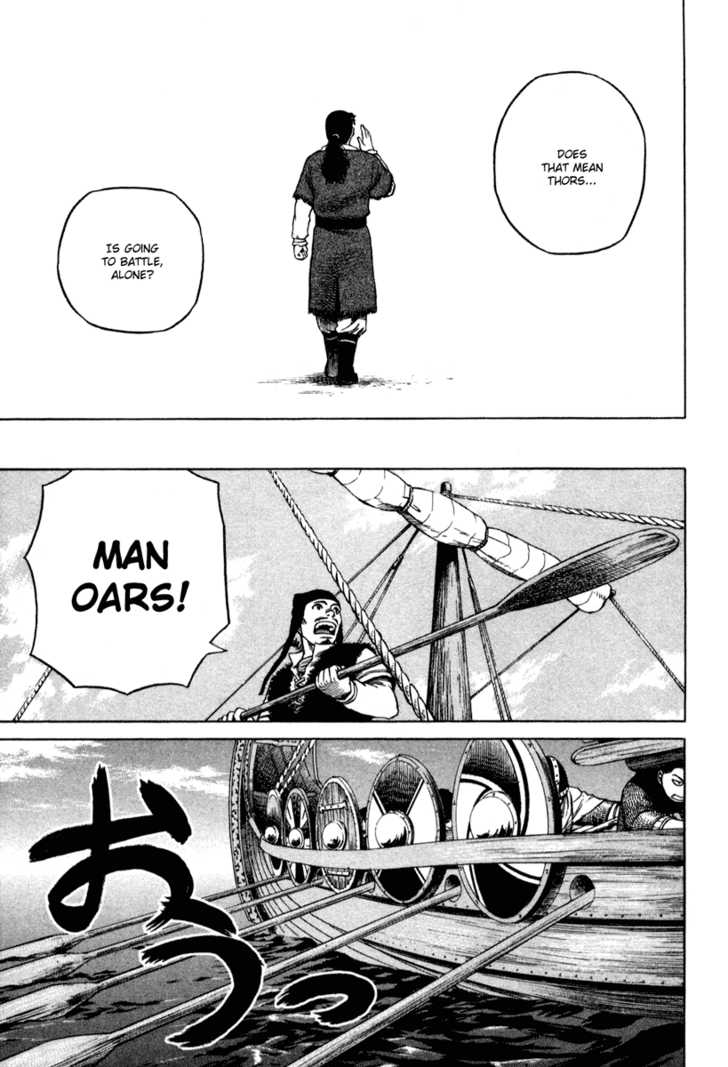 DOES
THAT MEAN
THORS...
IS GOING
TO BATTLE,
ALONE?
MAN
OARS!
おうっ